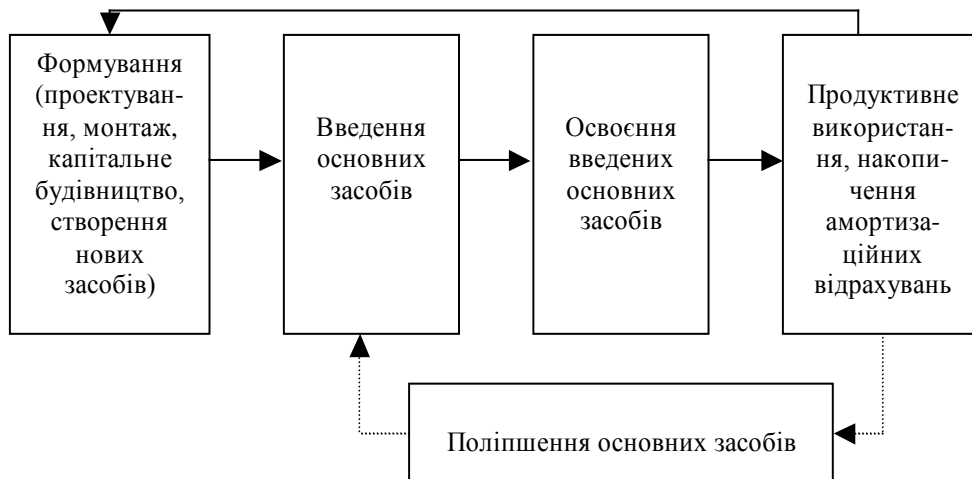 Формування
(проектуван-
ня, монтаж,
капітальне
будівництво,
створення
нових
засобів)
Введення
основних
засобів
Освоєння
введених
основних
засобів
Продуктивне
використан-
ня, накопи-
чення
амортиза-
ційних
відрахувань
Поліпшення основних засобів